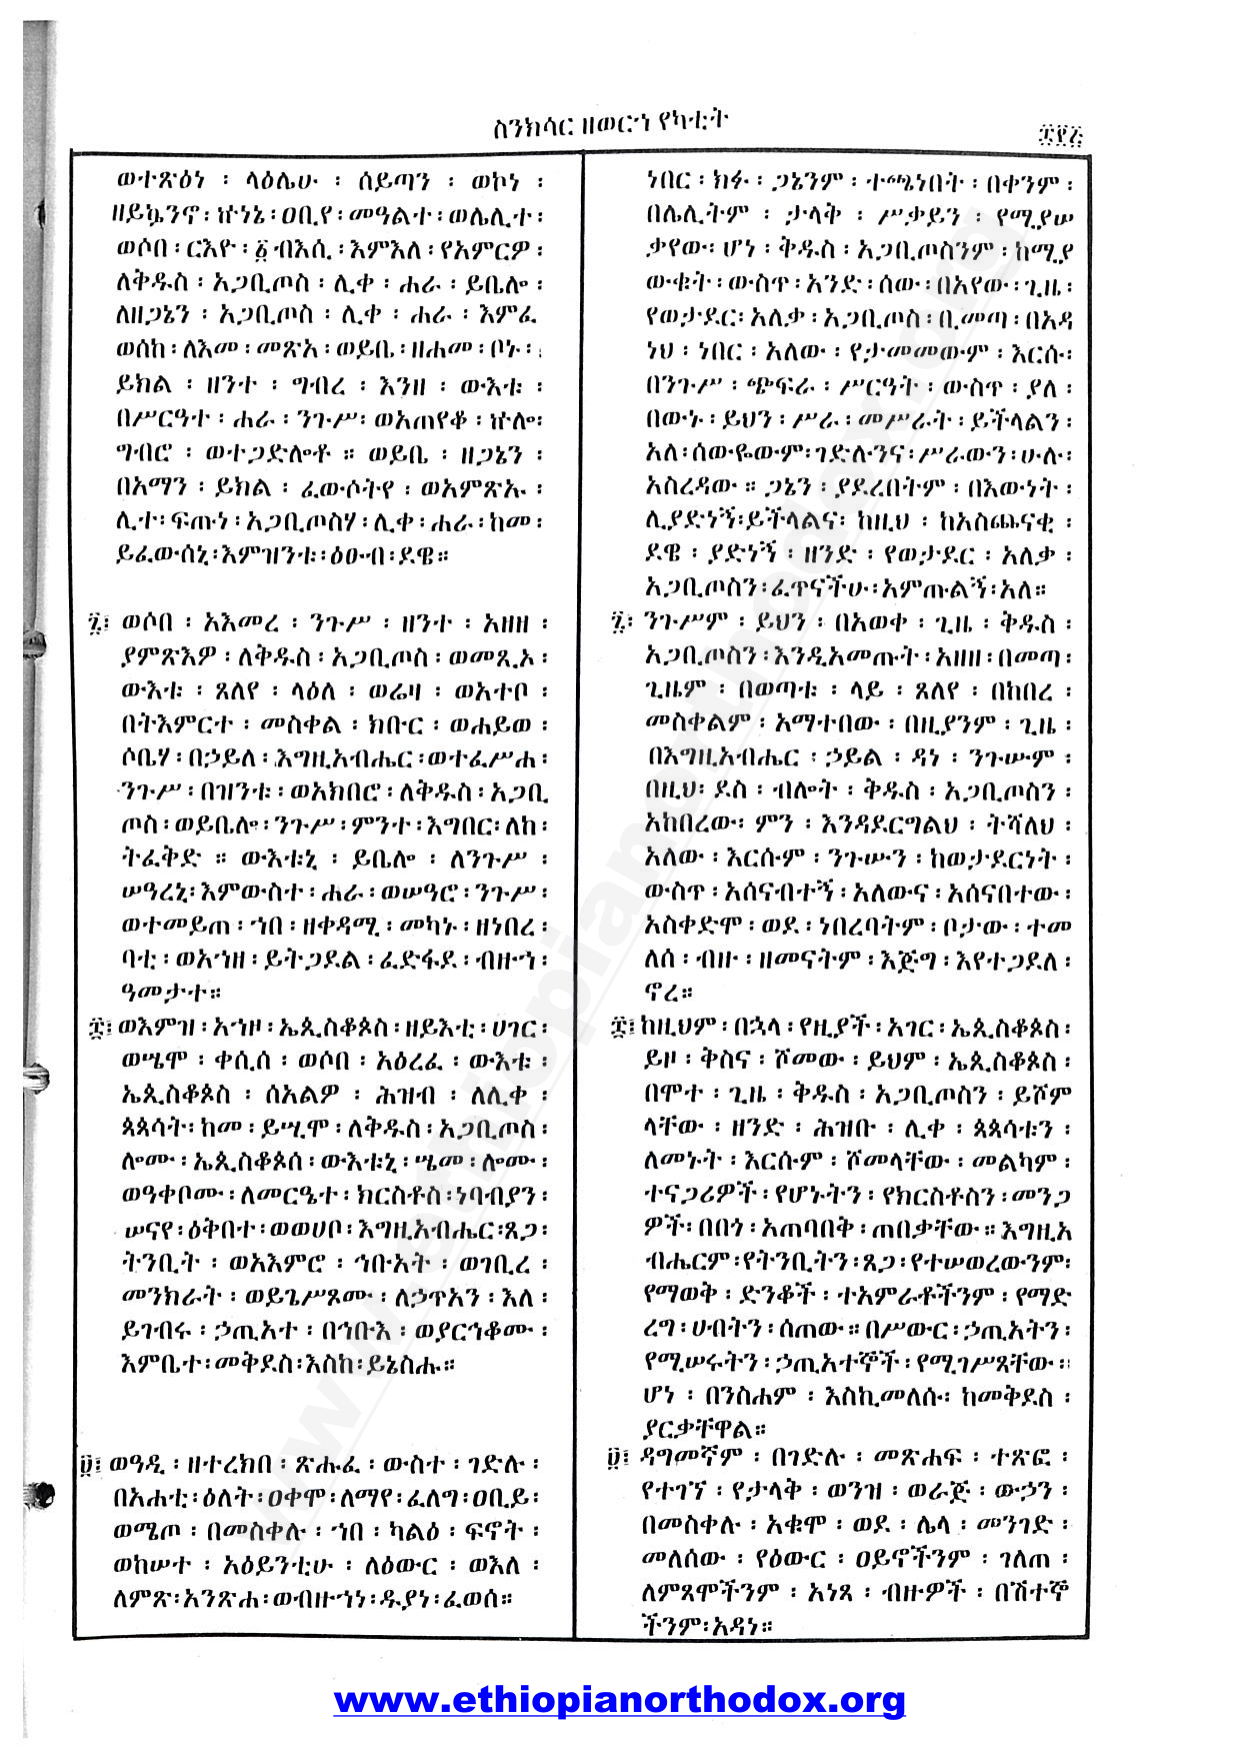 ስንክሳር ዘወርኀ የካቲት
ወተጽዕነ ፡ ላዕሌሁ ፡ ሰይጣን ፡ ወኮነ ፡
ዘይኴንኖ ፡ ኵነኔ ፡ ዐቢየ ፡ መዓልተ ፡ ወሌሊተ ፡
ወሶበ ፡ ርእዮ ፡ ፩ ብእሲ ፡ እምእለ ፡ የአምርዎ ፡
ለቅዱስ ፡ አጋቢጦስ ፡ ሊቀ ፡ ሐራ ፡ ይቤሎ ፡
ለዘጋኔን ፡ አጋቢጦስ ፡ ሊቀ ፡ ሐራ ፡ እምፈ
ወሰከ ፡ ለእመ ፡ መጽአ ፡ ወይቤ ፡ ዘሐመ ፡ ቦኑ ፡
ይክል ፡ ዘንተ ፡ ግብረ ፡ እንዘ ፡ ውእቱ ፡
በሥርዓተ ፡ ሐራ ፡ ንጉሥ ፡ ወአጠየቆ ፡ ኵሎ ፡
ግብሮ ፡ ወተጋድሎቶ ። ወይቤ ፡ ዘጋኔን ፡
በአማን ፡ ይክል ፡ ፈውሶትየ ፡ ወአምጽኡ ፡
ሊተ ፡ ፍጡነ ፡ አጋቢጦስሃ ፡ ሊቀ ፡ ሐራ ፡ ከመ ፡
ይፈውሰኒ ፡ እምዝንቱ ፡ ዕፁብ ፡ ደዌ ።
፯፤ ወሶበ ፡ አእመረ ፡ ንጉሥ ፡ ዘንተ ፡ አዘዘ ፡
ያምጽእዎ ፡ ለቅዱስ ፡ አጋቢጦስ ፡ ወመጺኦ ፡
ውእቱ ፡ ጸለየ ፡ ላዕለ ፡ ወሬዛ ፡ ወአተቦ ፡
በትእምርተ ፡ መስቀል ፡ ክቡር ፡ ወሐይወ ፡
ሶቤሃ ፡ በኃይለ ፡ እግዚአብሔር ፡ ወተፈሥሐ ፡
ንጉሥ ፡ በዝንቱ ፡ ወአክበሮ ፡ ለቅዱስ ፡ አጋቢ
ጦስ ፡ ወይቤሎ ፡ ንጉሥ ፡ ምንተ ፡ እግበር ፡ ለከ ፡
ትፈቅድ ። ውእቱኒ ፡ ይቤሎ ፡ ለንጉሥ ፡
ሠዓረኒ ፡ እምውስተ ፡ ሐራ ፡ ወሠዓሮ ፡ ንጉሥ ፡
ወተመይጠ ፡ ኀበ ፡ ዘቀዳሚ ፡ መካኑ ፡ ዘነበረ ፡
ባቲ ፡ ወአኀዘ ፡ ይትጋደል ፡ ፈድፋደ ፡ ብዙኀ ፡
ዓመታተ ።
፰፤ ወእምዝ ፡ አኀዞ ፡ ኤጲስቆጶስ ፡ ዘይእቲ ፡ ሀገር ፡
ወሤሞ ፡ ቀሲሰ ፡ ወሶበ ፡ አዕረፈ ፡ ውእቱ ፡
ኤጲስቆጶስ ፡ ሰአልዎ ፡ ሕዝብ ፡ ለሊቀ ፡
ጳጳሳት ፡ ከመ ፡ ይሢሞ ፡ ለቅዱስ ፡ አጋቢጦስ ፡
ሎሙ ፡ ኤጲስቆጶሰ ፡ ውእቱኒ ፡ ሤመ ፡ ሎሙ ፡
ወዓቀቦሙ ፡ ለመርዔተ ፡ ክርስቶስ ፡ ነባብያን ፡
ሠናየ ፡ ዕቅበተ ፡ ወወሀቦ ፡ እግዚአብሔር ፡ ጸጋ ፡
ትንቢት ፡ ወአእምሮ ፡ ኅቡኣት ፡ ወገቢረ ፡
መንክራት ፡ ወይጌሥጾሙ ፡ ለኃጥአን ፡ እለ ፡
ይገብሩ ፡ ኃጢአተ ፡ በኅቡእ ፡ ወያርኅቆሙ ፡
እምቤተ ፡ መቅደስ ፡ እስከ ፡ ይኔስሑ ።
፱፤ ወዓዲ ፡ ዘተረክበ ፡ ጽሑፈ ፡ ውስተ ፡ ገድሉ ፡
በአሐቲ ፡ ዕለት ፡ ዐቀሞ ፡ ለማየ ፡ ፈለግ ፡ ዐቢይ ፡
ወሜጦ ፡ በመስቀሉ ፡ ኀበ ፡ ካልዕ ፡ ፍኖት ፡
ወከሠተ ፡ አዕይንቲሁ ፡ ለዕውር ፡ ወእለ ፡
ለምጽ ፡ አንጽሐ ፡ ወብዙኀነ ፡ ዱያነ ፡ ፈወሰ ።
ነበር ፡ ክፉ ፡ ጋኔንም ፡ ተጫነበት ፡ በቀንም ፡
በሌሊትም ፡ ታላቅ ፡ ሥቃይን ፡ የሚያሠ
ቃየው ፡ ሆነ ፡ ቅዱስ ፡ አጋቢጦስንም ፡ ከሚያ
ውቁት ፡ ውስጥ ፡ አንድ ፡ ሰው ፡ በአየው ፡ ጊዜ ፡
የወታደር ፡ አለቃ ፡ አጋቢጦስ ፡ ቢመጣ ፡ በአዳ
ነህ ፡ ነበር ፡ አለው ፡ የታመመውም ፡ እርሱ ፡
በንጉሥ ፡ ጭፍራ ፡ ሥርዓት ፡ ውስጥ ፡ ያለ ፡
በውኑ ፡ ይህን ፡ ሥራ ፡ መሥራት ፡ ይችላልን ፡
አለ ፡ ሰውዬውም ፡ ገድሉንና ፡ ሥራውን ፡ ሁሉ ፡
አስረዳው ። ጋኔን ፡ ያደረበትም ፡ በእውነት ፡
ሊያድነኝ ፡ ይችላልና ፡ ከዚህ ፡ ከአስጨናቂ ፡
ደዌ ፡ ያድነኝ ፡ ዘንድ ፡ የወታደር ፡ አለቃ ፡
አጋቢጦስን ፡ ፈጥናችሁ ፡ አምጡልኝ ፡ አለ ።
፯፤ ንጉሥም ፡ ይህን ፡ በአወቀ ፡ ጊዜ ፡ ቅዱስ ፡
አጋቢጦስን ፡ እንዲአመጡት ፡ አዘዘ ፡ በመጣ ፡
ጊዜም ፡ በወጣቱ ፡ ላይ ፡ ጸለየ ፡ በከበረ ፡
መስቀልም ፡ አማተበው ፡ በዚያንም ፡ ጊዜ ፡
በእግዚአብሔር ፡ ኃይል ፡ ዳነ ፡ ንጉሡም ፡
በዚህ ፡ ደስ ፡ ብሎት ፡ ቅዱስ ፡ አጋቢጦስን ፡
አከበረው ፡ ምን ፡ እንዳደርግልህ ፡ ትሻለህ ፡
አለው ፡ እርሱም ፡ ንጉሡን ፡ ከወታደርነት ፡
ውስጥ ፡ አሰናብተኝ ፡ አለውና ፡ አሰናበተው ፡
አስቀድሞ ፡ ወደ ፡ ነበረባትም ፡ ቦታው ፡ ተመ
ለሰ ፡ ብዙ ፡ ዘመናትም ፡ እጅግ ፡ እየተጋደለ ፡
ኖረ ።
፰፤ ከዚህም ፡ በኋላ ፡ የዚያች ፡ አገር ፡ ኤጲስቆጶስ ፡
ይዞ ፡ ቅስና ፡ ሾመው ፡ ይህም ፡ ኤጲስቆጶስ ፡
በሞተ ፡ ጊዜ ፡ ቅዱስ ፡ አጋቢጦስን ፡ ይሾም
ላቸው ፡ ዘንድ ፡ ሕዝቡ ፡ ሊቀ ፡ ጳጳሳቱን ፡
ለመኑት ፡ እርሱም ፡ ሾመላቸው ፡ መልካም ፡
ተናጋሪዎች ፡ የሆኑትን ፡ የክርስቶስን ፡ መንጋ
ዎች ፡ በበጎ ፡ አጠባበቅ ፡ ጠበቃቸው ። እግዚአ
ብሔርም ፡ የትንቢትን ፡ ጸጋ ፡ የተሠወረውንም ፡
የማወቅ ፡ ድንቆች ፡ ተአምራቶችንም ፡ የማድ
ረግ ፡ ሀብትን ፡ ሰጠው ። በሥውር ፡ ኃጢአትን ፡
የሚሠሩትን ፡ ኃጢአተኞች ፡ የሚገሥጻቸው ።
ሆነ ፡ በንስሐም ፡ እስኪመለሱ ፡ ከመቅደስ ፡
ያርቃቸዋል ።
፱፤ ዳግመኛም ፡ በገድሉ ፡ መጽሐፍ ፡ ተጽፎ ፡
የተገኘ ፡ የታላቅ ፡ ወንዝ ፡ ወራጅ ፡ ውኃን ፡
በመስቀሉ ፡ አቁሞ ፡ ወደ ፡ ሌላ ፡ መንገድ ፡
መለሰው ፡ የዕውር ፡ ዐይኖችንም ፡ ገለጠ ፡
ለምጻሞችንም ፡ አነጻ ፡ ብዙዎች ፡ በሽተኞ
ችንም ፡ አዳነ ።
www.ethiopianorthodox.org